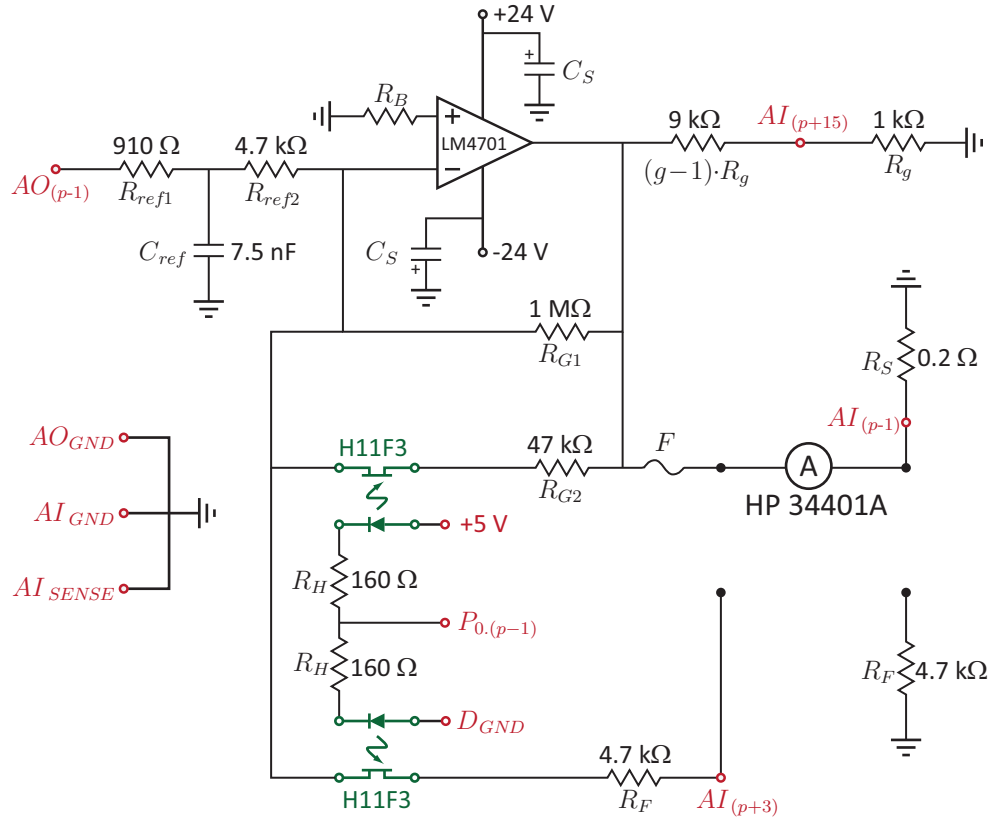 +24 V
+
C_S
R_B
+
LM4701
−
9 kΩ
AI_(p+15)
1 kΩ
(g−1)·R_g
R_g
910 Ω
4.7 kΩ
AO_(p-1)
R_ref1
R_ref2
C_ref
7.5 nF
C_S
+
-24 V
1 MΩ
R_G1
R_S
0.2 Ω
AI_(p-1)
AO_GND
H11F3
47 kΩ
F
A
R_G2
HP 34401A
AI_GND
+5 V
R_H
160 Ω
AI_SENSE
P_0.(p−1)
R_H
160 Ω
R_F
4.7 kΩ
D_GND
4.7 kΩ
H11F3
R_F
AI_(p+3)